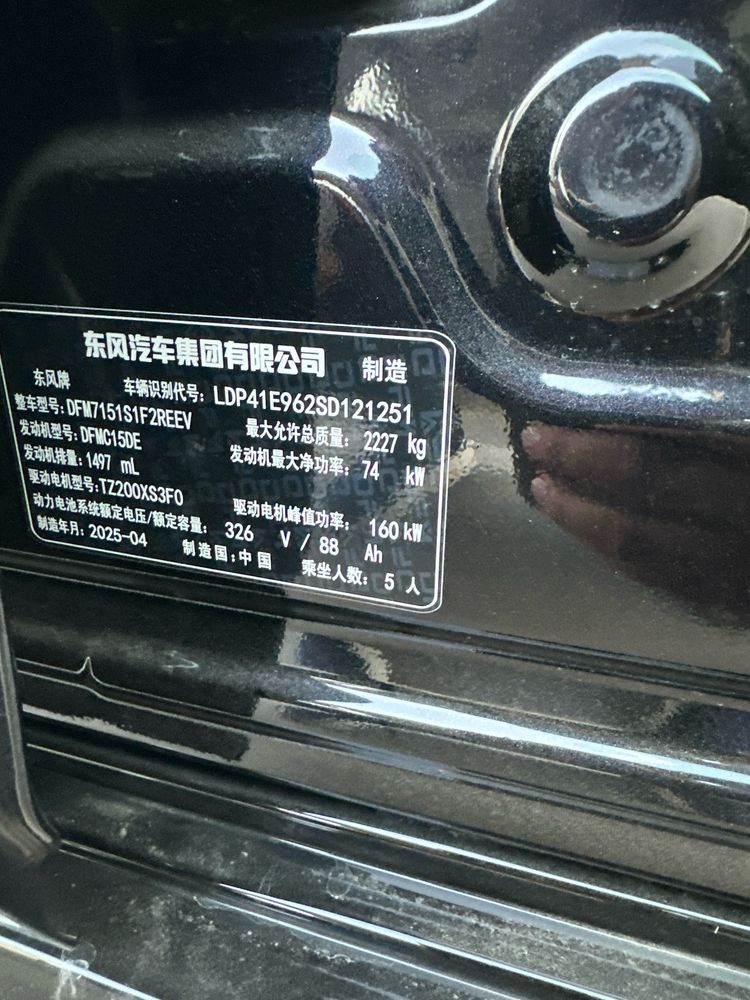 东风汽车集团有限公司 制造
东风牌 车辆识别代号: LDP41E962SD121251
整车型号: DFM7151S1F2REEV 最大允许总质量: 2227 kg
发动机型号: DFMC15DE 发动机最大净功率: 74 kW
发动机排量: 1497 mL
驱动电机型号: TZ200XS3F0 驱动电机峰值功率: 160 kW
动力电池系统额定电压/额定容量: 326 V / 88 Ah
制造年月: 2025-04 制造国: 中国 乘坐人数: 5 人